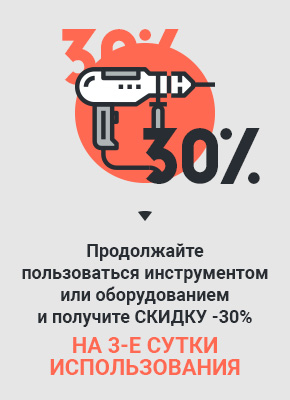 30%
30%
Продолжайте
пользоваться инструментом
или оборудованием
и получите СКИДКУ -30%
НА 3-Е СУТКИ
ИСПОЛЬЗОВАНИЯ